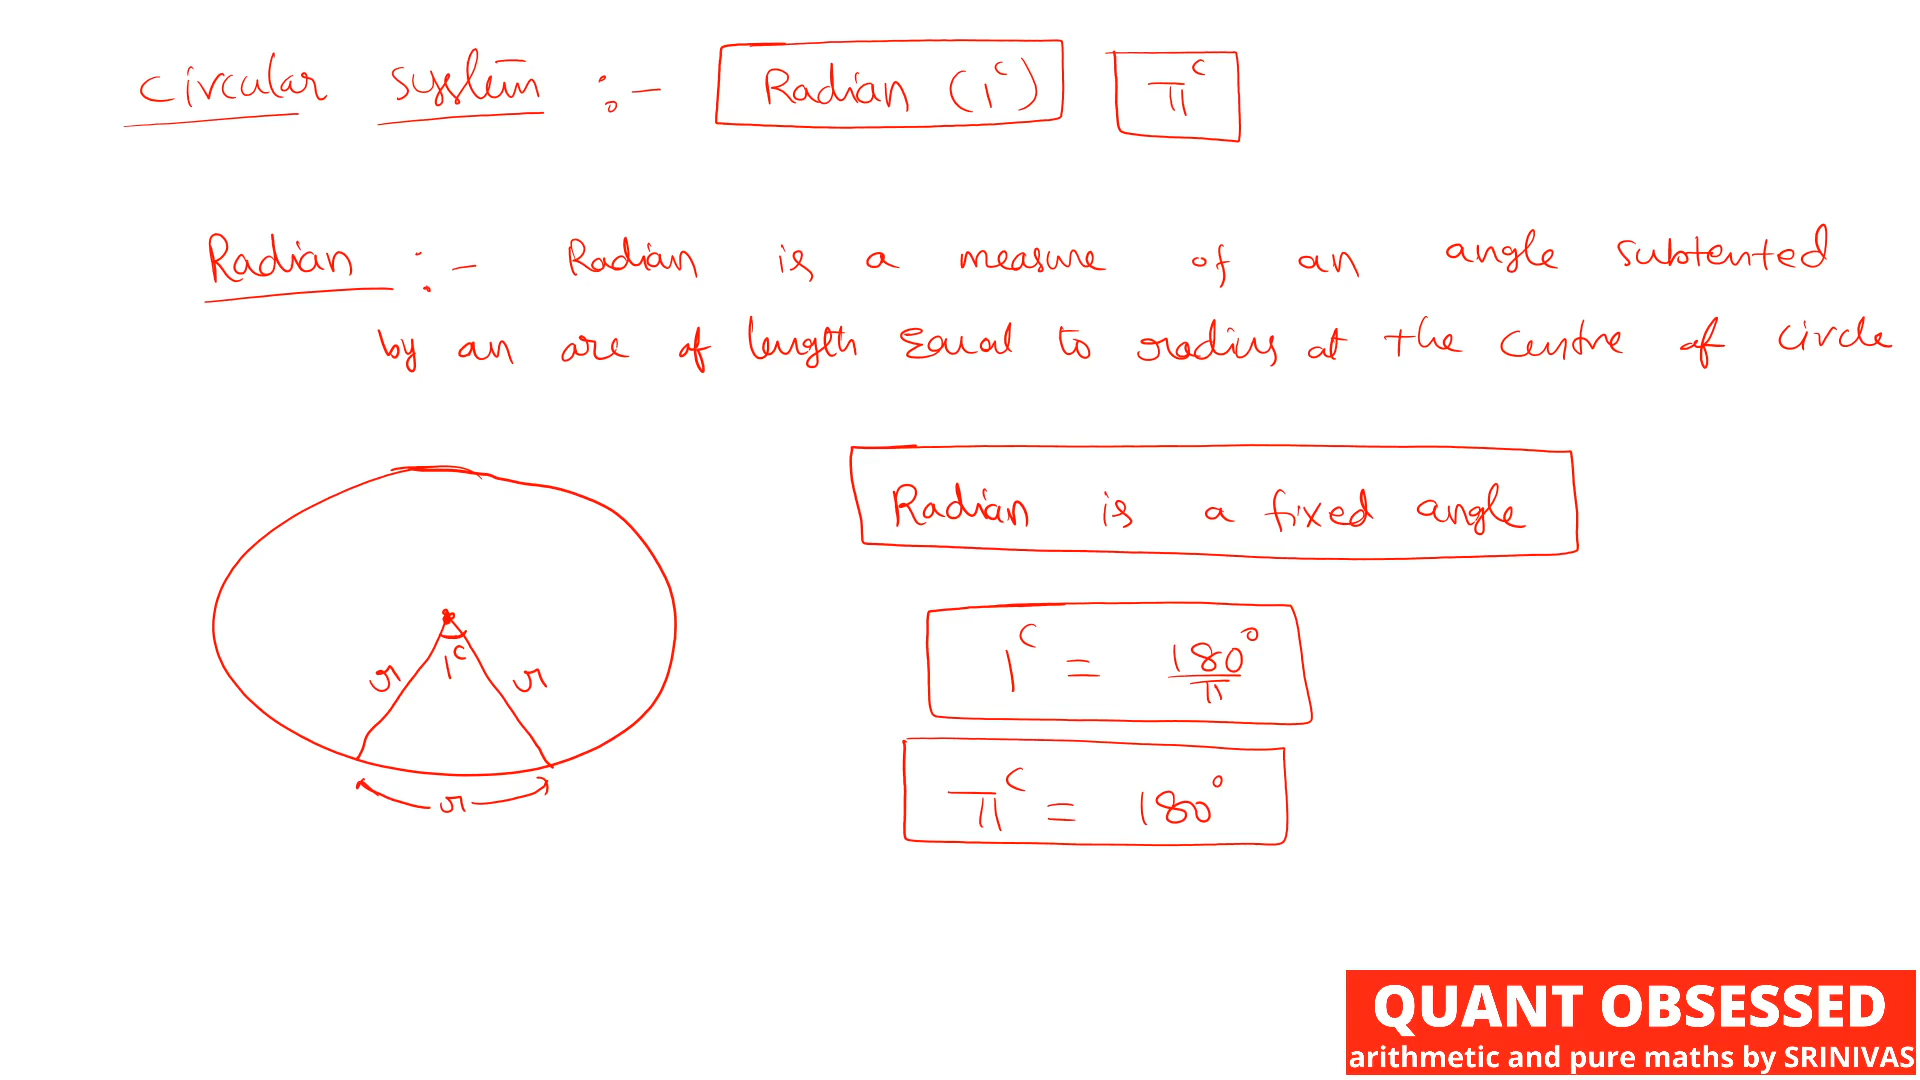 Circular system :- Radian (1ᶜ) πᶜ
Radian :- Radian is a measure of an angle subtented
by an arc of length Equal to radius at the centre of circle
Radian is a fixed angle
1ᶜ = 180°/π
1ᶜ
r r
πᶜ = 180°
r
QUANT OBSESSED
arithmetic and pure maths by SRINIVAS